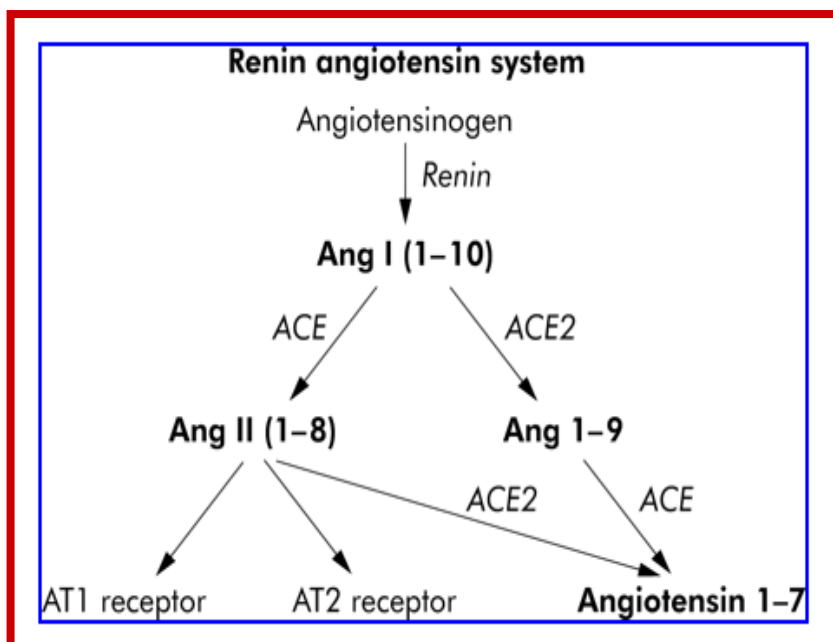 Renin angiotensin system
Angiotensinogen
Renin
Ang I (1–10)
ACE
ACE2
Ang II (1–8)
Ang 1–9
ACE2
ACE
AT1 receptor
AT2 receptor
Angiotensin 1–7